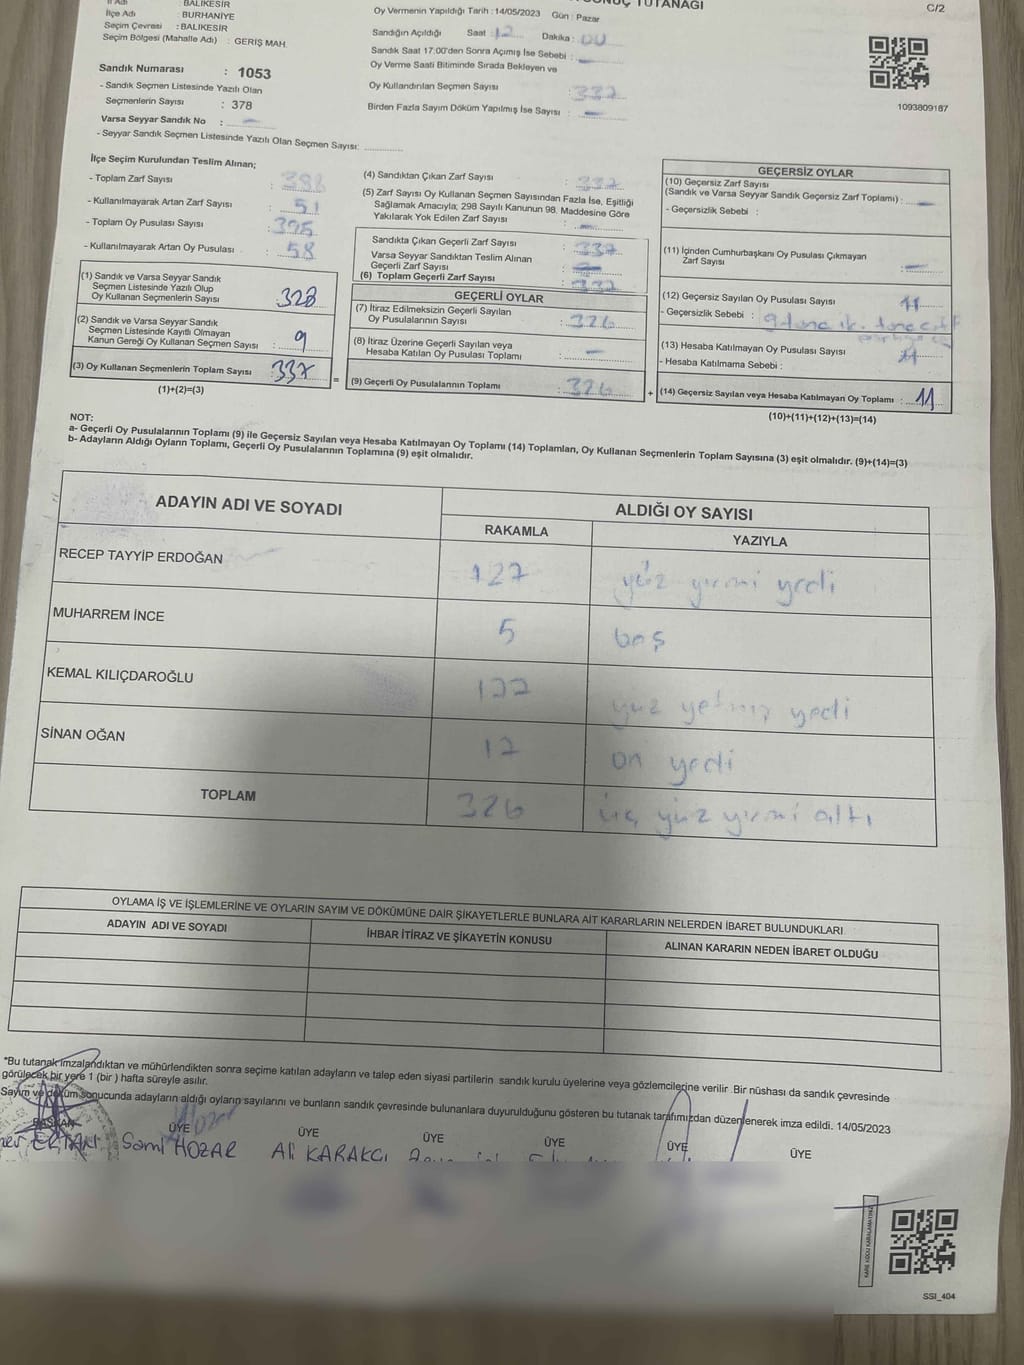 TUTANAĞI
C/2
İl Adı : BALIKESİR
İlçe Adı : BURHANİYE
Seçim Çevresi : BALIKESİR
Seçim Bölgesi (Mahalle Adı) : GERİŞ MAH.
Sandık Numarası : 1053
- Sandık Seçmen Listesinde Yazılı Olan
Seçmenlerin Sayısı : 378
Varsa Seyyar Sandık No : —
- Seyyar Sandık Seçmen Listesinde Yazılı Olan Seçmen Sayısı:
Oy Vermenin Yapıldığı Tarih : 14/05/2023 Gün : Pazar
Sandığın Açıldığı Saat : 17 Dakika : 00
Sandık Saat 17:00'den Sonra Açımış İse Sebebi : —
Oy Verme Saati Bitiminde Sırada Bekleyen ve
Oy Kullandırılan Seçmen Sayısı : 337
Birden Fazla Sayım Döküm Yapılmış İse Sayısı : —
1093809187
İlçe Seçim Kurulundan Teslim Alınan;
- Toplam Zarf Sayısı :
- Kullanılmayarak Artan Zarf Sayısı : 51
- Toplam Oy Pusulası Sayısı : 395
- Kullanılmayarak Artan Oy Pusulası : 58
(1) Sandık ve Varsa Seyyar Sandık
Seçmen Listesinde Yazılı Olup
Oy Kullanan Seçmenlerin Sayısı : 328
(2) Sandık ve Varsa Seyyar Sandık
Seçmen Listesinde Kayıtlı Olmayan
Kanun Gereği Oy Kullanan Seçmen Sayısı : 9
(3) Oy Kullanan Seçmenlerin Toplam Sayısı : 337
(1)+(2)=(3)
=
(4) Sandıktan Çıkan Zarf Sayısı : 337
(5) Zarf Sayısı Oy Kullanan Seçmen Sayısından Fazla İse, Eşitliği
Sağlamak Amacıyla; 298 Sayılı Kanunun 98. Maddesine Göre
Yakılarak Yok Edilen Zarf Sayısı : —
Sandıkta Çıkan Geçerli Zarf Sayısı : 337
Varsa Seyyar Sandıktan Teslim Alınan
Geçerli Zarf Sayısı : —
(6) Toplam Geçerli Zarf Sayısı : 337
GEÇERLİ OYLAR
(7) İtiraz Edilmeksizin Geçerli Sayılan
Oy Pusulalarının Sayısı : 326
(8) İtiraz Üzerine Geçerli Sayılan veya
Hesaba Katılan Oy Pusulası Toplamı : —
(9) Geçerli Oy Pusulalarının Toplamı : 326
+
GEÇERSİZ OYLAR
(10) Geçersiz Zarf Sayısı
(Sandık ve Varsa Seyyar Sandık Geçersiz Zarf Toplamı) : —
- Geçersizlik Sebebi :
(11) İçinden Cumhurbaşkanı Oy Pusulası Çıkmayan
Zarf Sayısı : —
(12) Geçersiz Sayılan Oy Pusulası Sayısı : 11
- Geçersizlik Sebebi :
(13) Hesaba Katılmayan Oy Pusulası Sayısı :
- Hesaba Katılmama Sebebi :
(14) Geçersiz Sayılan veya Hesaba Katılmayan Oy Toplamı : 11
(10)+(11)+(12)+(13)=(14)
NOT:
a- Geçerli Oy Pusulalarının Toplamı (9) ile Geçersiz Sayılan veya Hesaba Katılmayan Oy Toplamı (14) Toplamları, Oy Kullanan Seçmenlerin Toplam Sayısına (3) eşit olmalıdır. (9)+(14)=(3)
b- Adayların Aldığı Oyların Toplamı, Geçerli Oy Pusulalarının Toplamına (9) eşit olmalıdır.
ADAYIN ADI VE SOYADI ALDIĞI OY SAYISI
RAKAMLA YAZIYLA
RECEP TAYYİP ERDOĞAN 127 yüz yirmi yedi
MUHARREM İNCE 5 beş
KEMAL KILIÇDAROĞLU 177 yüz yetmiş yedi
SİNAN OĞAN 17 on yedi
TOPLAM 326 üç yüz yirmi altı
OYLAMA İŞ VE İŞLEMLERİNE VE OYLARIN SAYIM VE DÖKÜMÜNE DAİR ŞİKAYETLERLE BUNLARA AİT KARARLARIN NELERDEN İBARET BULUNDUKLARI
ADAYIN ADI VE SOYADI İHBAR İTİRAZ VE ŞİKAYETİN KONUSU ALINAN KARARIN NEDEN İBARET OLDUĞU
*Bu tutanak imzalandıktan ve mühürlendikten sonra seçime katılan adayların ve talep eden siyasi partilerin sandık kurulu üyelerine veya gözlemcilerine verilir. Bir nüshası da sandık çevresinde
görülecek bir yere 1 (bir) hafta süreyle asılır.
Sayım ve döküm sonucunda adayların aldığı oyların sayılarını ve bunların sandık çevresinde bulunanlara duyurulduğunu gösteren bu tutanak tarafımızdan düzenlenerek imza edildi. 14/05/2023
BAŞKAN ÜYE ÜYE ÜYE ÜYE ÜYE ÜYE
ERTANI Sami HOZAR Ali KARAKCI
KARE KODU KARALAMAYINIZ
SSI_404